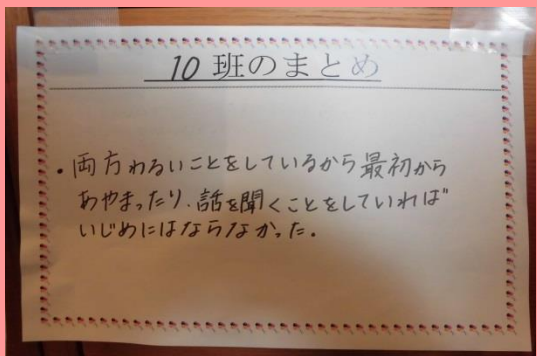 10 班のまとめ
・両方わるいことをしているから最初から
あやまったり、話を聞くことをしていれば
いじめにはならなかった。